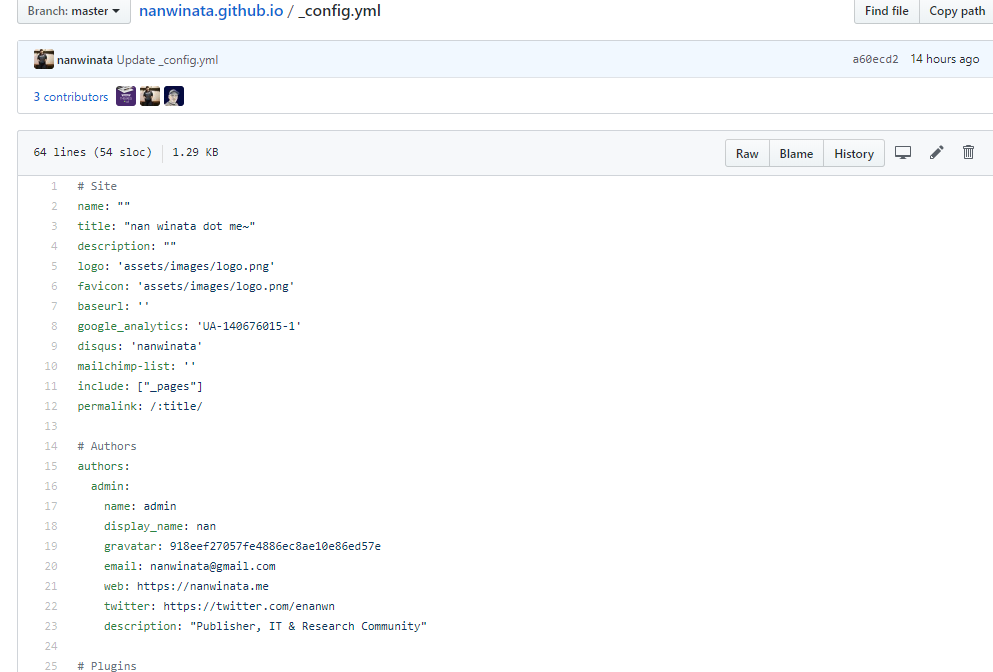 Branch: master
nanwinata.github.io / _config.yml
Find file
Copy path
nanwinata Update _config.yml
a60ecd2 14 hours ago
3 contributors
64 lines (54 sloc) 1.29 KB
Raw
Blame
History
1 # Site
2 name: ""
3 title: "nan winata dot me~"
4 description: ""
5 logo: 'assets/images/logo.png'
6 favicon: 'assets/images/logo.png'
7 baseurl: ''
8 google_analytics: 'UA-140676015-1'
9 disqus: 'nanwinata'
10 mailchimp-list: ''
11 include: ["_pages"]
12 permalink: /:title/
13
14 # Authors
15 authors:
16 admin:
17 name: admin
18 display_name: nan
19 gravatar: 918eef27057fe4886ec8ae10e86ed57e
20 email: nanwinata@gmail.com
21 web: https://nanwinata.me
22 twitter: https://twitter.com/enanwn
23 description: "Publisher, IT & Research Community"
24
25 # Plugins